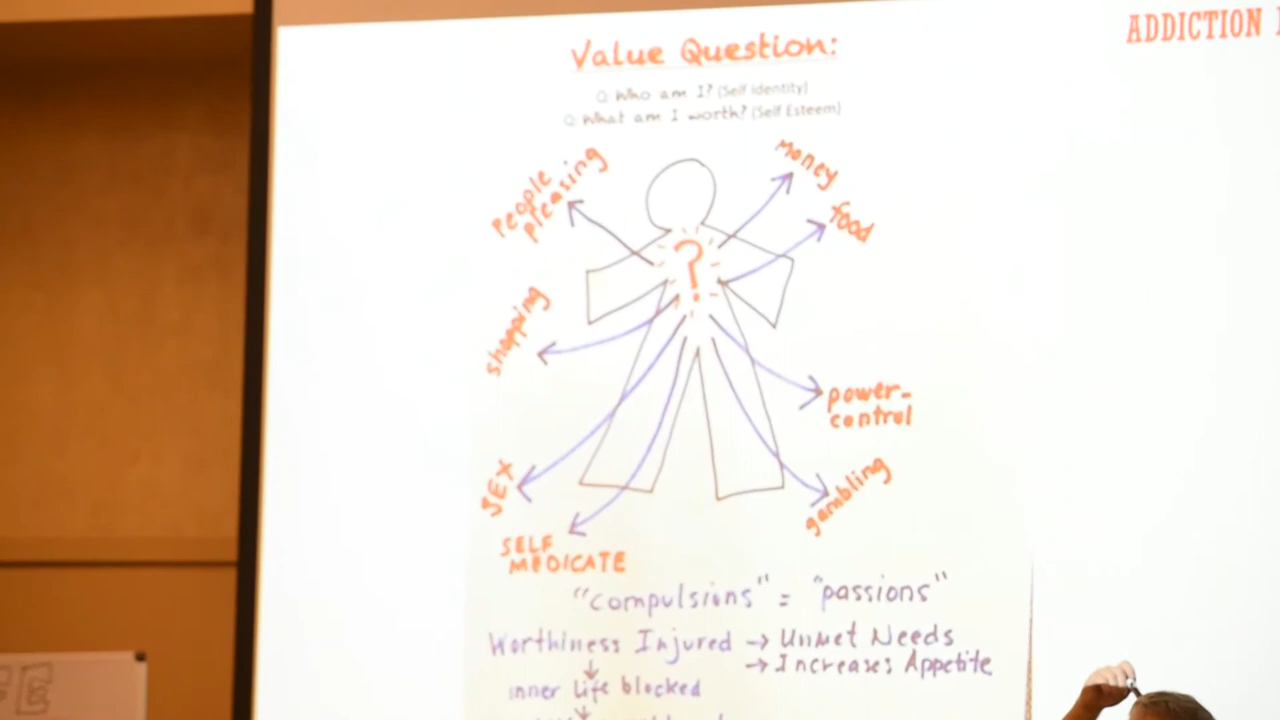 ADDICTION
Value Question:
Q: Who am I? (Self Identity)
Q: What am I worth? (Self Esteem)
People pleasing
money
food
shopping
power-
control
SEX
gambling
SELF
MEDICATE
"compulsions" = "passions"
Worthiness Injured → Unmet Needs
→ Increases Appetite
↓
inner life blocked
↓